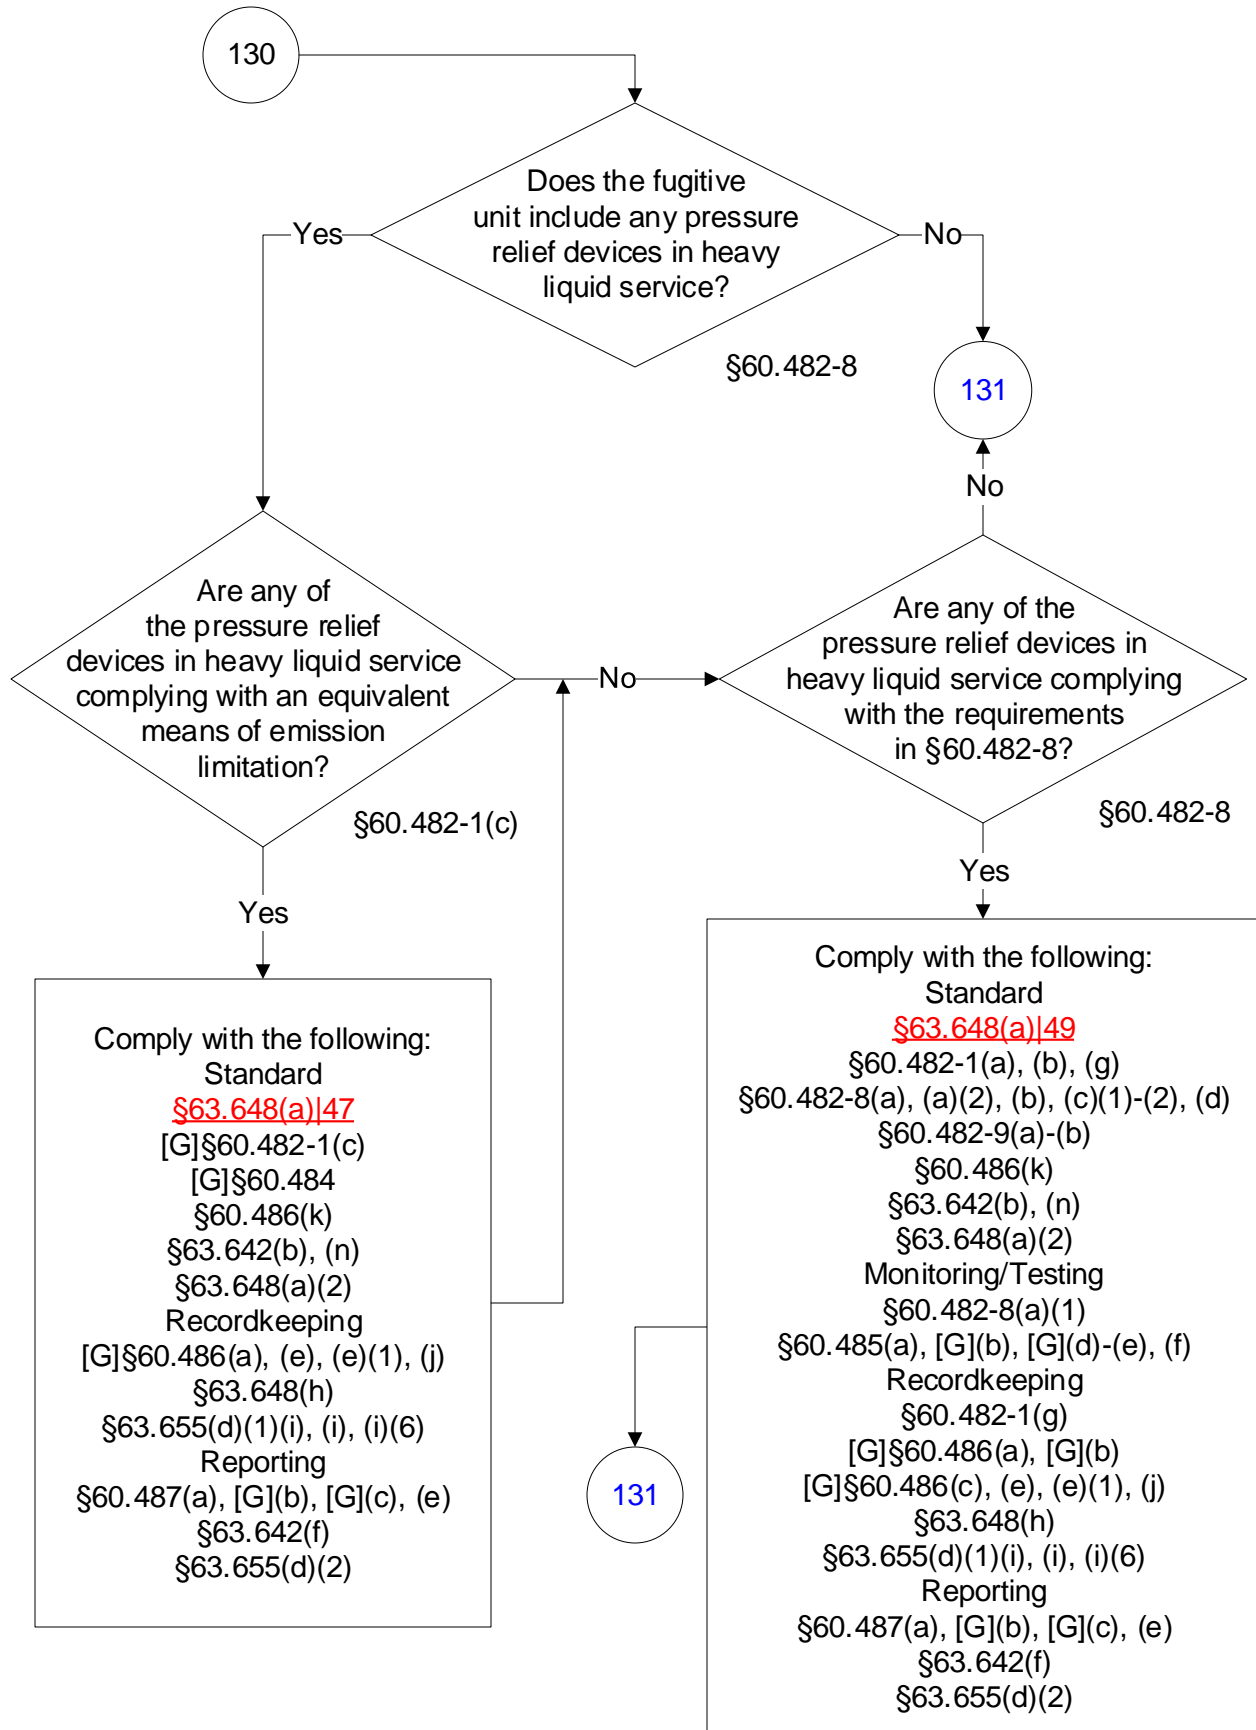 130
Does the fugitive
unit include any pressure
relief devices in heavy
liquid service?
Yes
No
§60.482-8
131
Are any of
the pressure relief
devices in heavy liquid service
complying with an equivalent
means of emission
limitation?
§60.482-1(c)
No
Yes
Are any of the
pressure relief devices in
heavy liquid service complying
with the requirements
in §60.482-8?
§60.482-8
No
Yes
Comply with the following:
Standard
§63.648(a)|47
[G]§60.482-1(c)
[G]§60.484
§60.486(k)
§63.642(b), (n)
§63.648(a)(2)
Recordkeeping
[G]§60.486(a), (e), (e)(1), (j)
§63.648(h)
§63.655(d)(1)(i), (i), (i)(6)
Reporting
§60.487(a), [G](b), [G](c), (e)
§63.642(f)
§63.655(d)(2)
Comply with the following:
Standard
§63.648(a)|49
§60.482-1(a), (b), (g)
§60.482-8(a), (a)(2), (b), (c)(1)-(2), (d)
§60.482-9(a)-(b)
§60.486(k)
§63.642(b), (n)
§63.648(a)(2)
Monitoring/Testing
§60.482-8(a)(1)
§60.485(a), [G](b), [G](d)-(e), (f)
Recordkeeping
§60.482-1(g)
[G]§60.486(a), [G](b)
[G]§60.486(c), (e), (e)(1), (j)
§63.648(h)
§63.655(d)(1)(i), (i), (i)(6)
Reporting
§60.487(a), [G](b), [G](c), (e)
§63.642(f)
§63.655(d)(2)
131